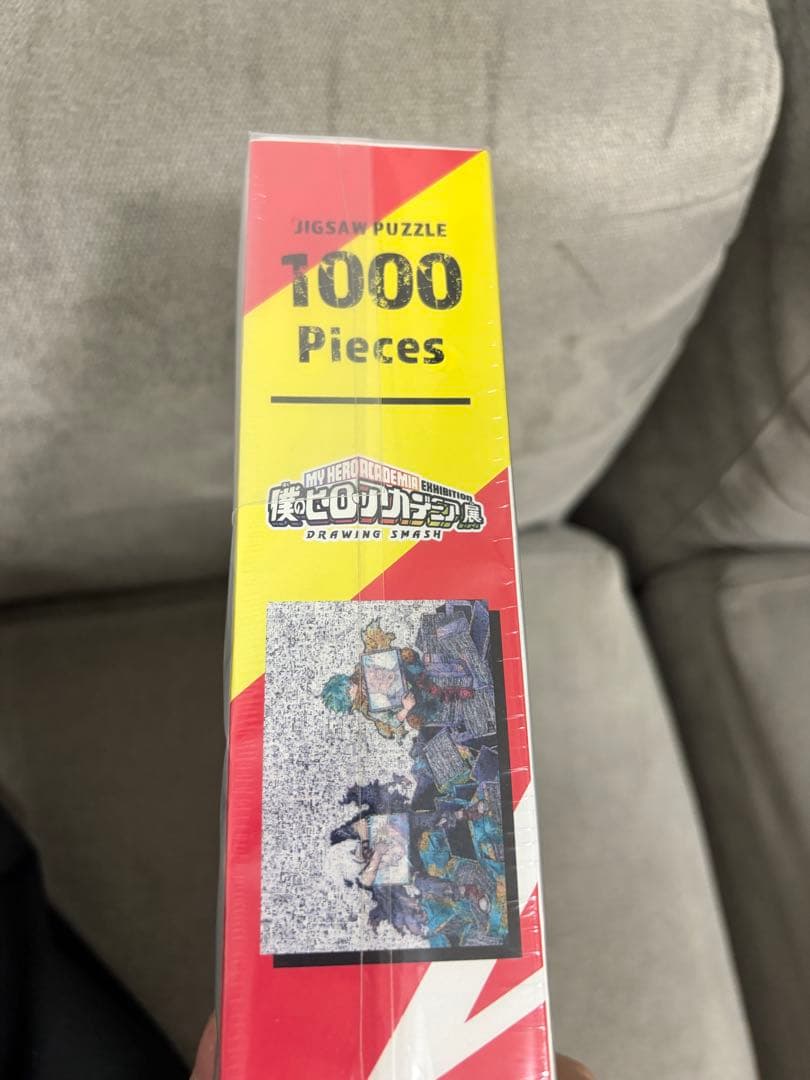 JIGSAW PUZZLE
1000
Pieces
MY HERO ACADEMIA EXHIBITION
僕のヒーローアカデミア展
DRAWING SMASH